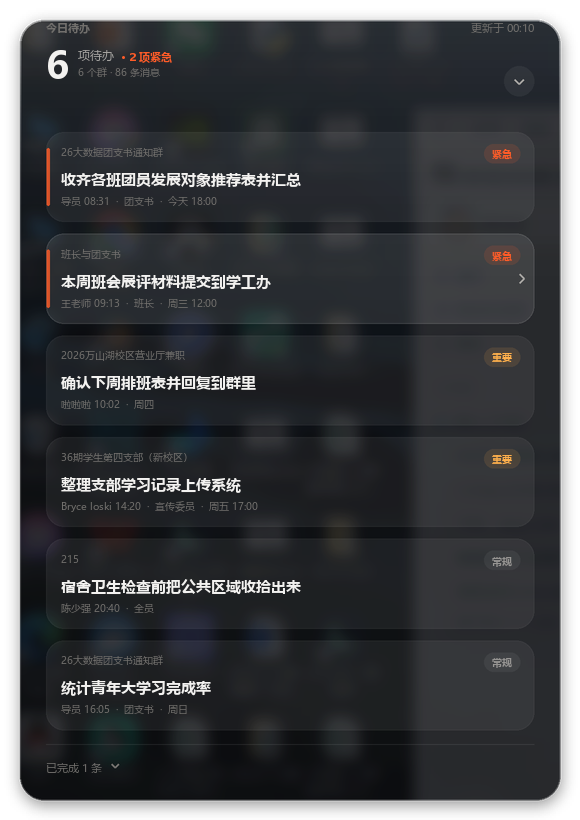 今日待办
更新于 00:10
6 项待办 • 2 项紧急
6 个群 · 86 条消息
26大数据团支书通知群
紧急
收齐各班团员发展对象推荐表并汇总
导员 08:31 · 团支书 · 今天 18:00
班长与团支书
紧急
本周班会展评材料提交到学工办
王老师 09:13 · 班长 · 周三 12:00
2026万山湖校区营业厅兼职
重要
确认下周排班表并回复到群里
啦啦啦 10:02 · 周四
36期学生第四支部（新校区）
重要
整理支部学习记录上传系统
Bryce loski 14:20 · 宣传委员 · 周五 17:00
215
常规
宿舍卫生检查前把公共区域收拾出来
陈少强 20:40 · 全员
26大数据团支书通知群
常规
统计青年大学习完成率
导员 16:05 · 团支书 · 周日
已完成 1 条